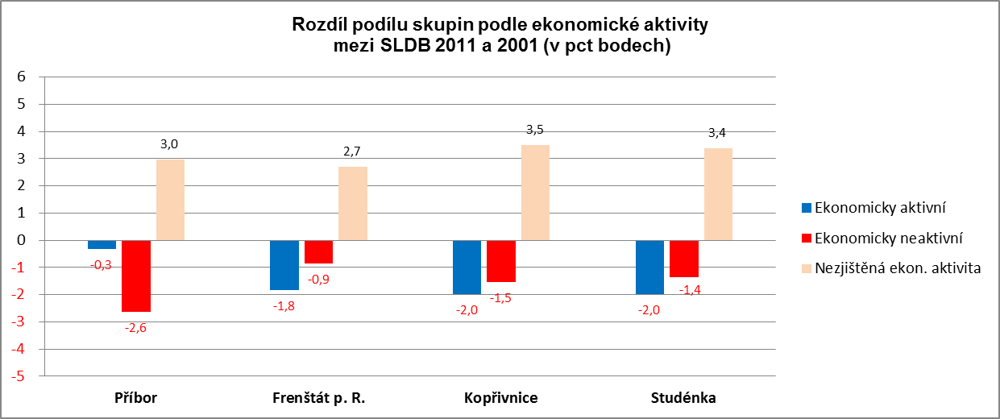 Rozdíl podílu skupin podle ekonomické aktivity
mezi SLDB 2011 a 2001 (v pct bodech)
6
5
4
3
2
1
0
-1
-2
-3
-4
-5
3,0
2,7
3,5
3,4
-0,3
-2,6
-1,8
-0,9
-2,0
-1,5
-2,0
-1,4
Příbor
Frenštát p. R.
Kopřivnice
Studénka
Ekonomicky aktivní
Ekonomicky neaktivní
Nezjištěná ekon. aktivita